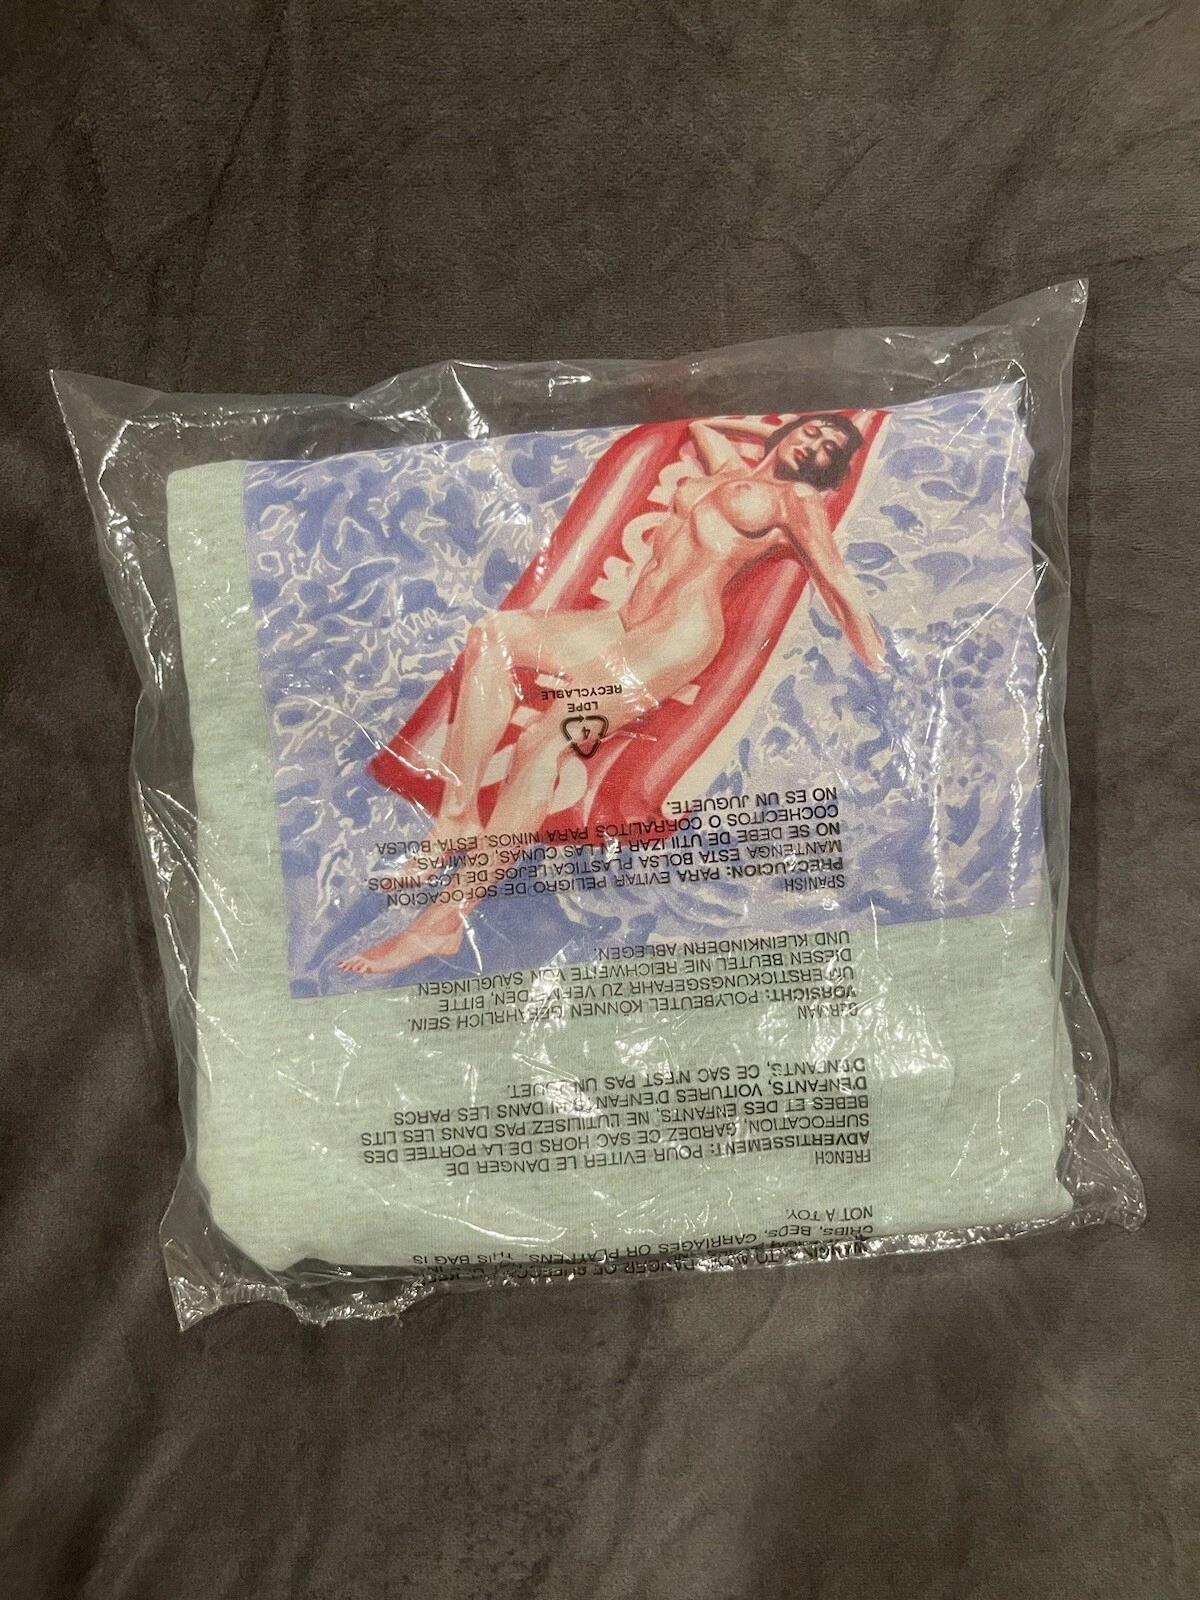 CRIBS, BEDS, CARRIAGES OR PLAYPENS. THIS BAG IS
NOT A TOY.
FRENCH
ADVERTISSEMENT: POUR EVITER LE DANGER DE
SUFFOCATION, GARDEZ CE SAC HORS DE LA PORTEE DES
BEBES ET DES ENFANTS, NE L'UTILISEZ PAS DANS LES LITS
D'ENFANTS, VOITURES D'ENFANTS NI DANS LES PARCS
D'ENFANTS, CE SAC N'EST PAS UN JOUET.
GERMAN
VORSICHT: POLYBEUTEL KÖNNEN GEFÄHRLICH SEIN.
ZU VERMEIDEN, BITTE
DIESEN BEUTEL NIE REICHWEITE VON SÄUGLINGEN
UND KLEINKINDERN ABLEGEN.
SPANISH
PRECAUCION: PARA EVITAR PELIGRO DE SOFOCACION
MANTENGA ESTA BOLSA PLASTICA LEJOS DE LOS NINOS.
NO SE DEBE DE UTILIZAR EN LAS CUNAS, CAMITAS,
COCHECITOS O CORRALITOS PARA NINOS. ESTA BOLSA
NO ES UN JUGUETE.
4
LDPE
RECYCLABLE